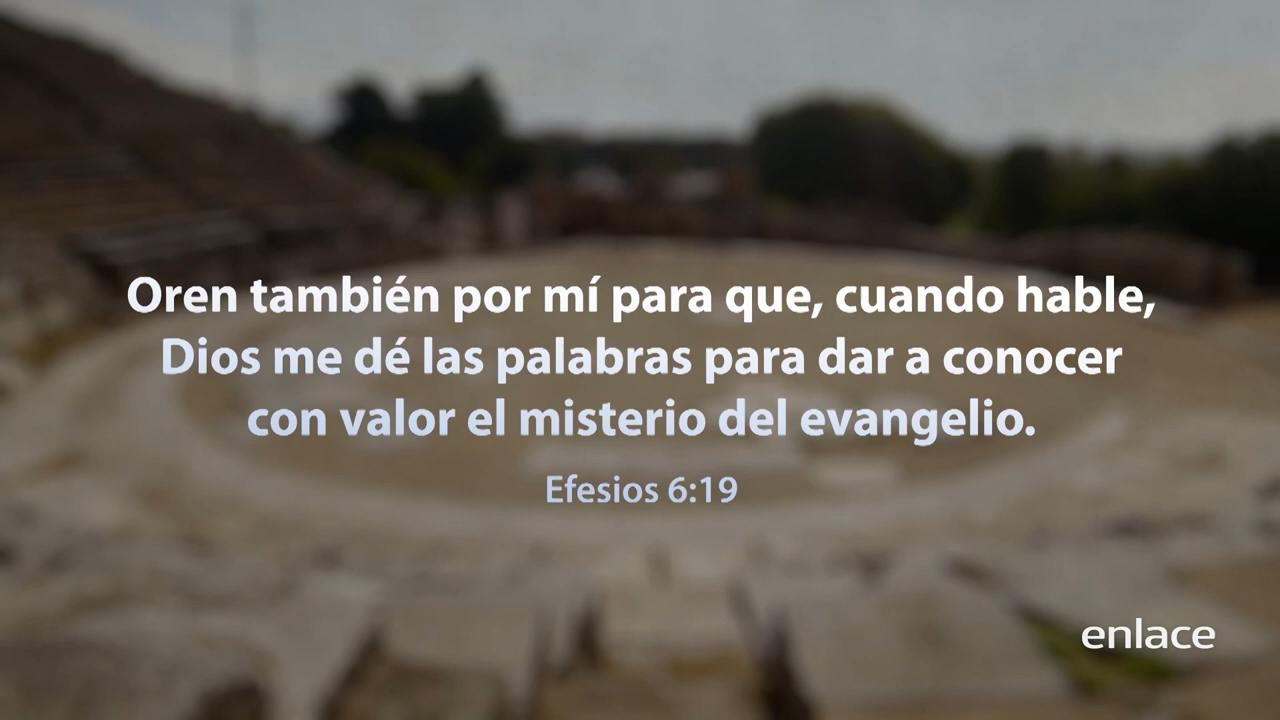 Oren también por mí para que, cuando hable,
Dios me dé las palabras para dar a conocer
con valor el misterio del evangelio.
Efesios 6:19
enlace